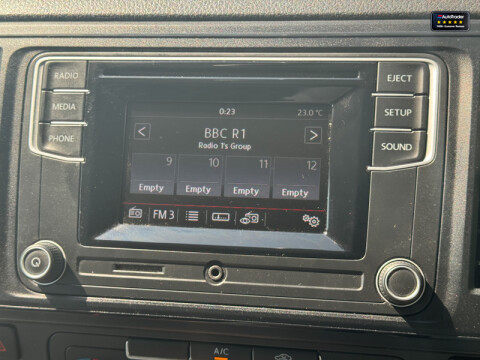 AutoTrader
RADIO
MEDIA
PHONE
EJECT
SETUP
SOUND
0:23
23.0 °C
<
BBC R1
>
Radio 1's Group
9
10
11
12
Empty
Empty
Empty
Empty
FM 3
A/C